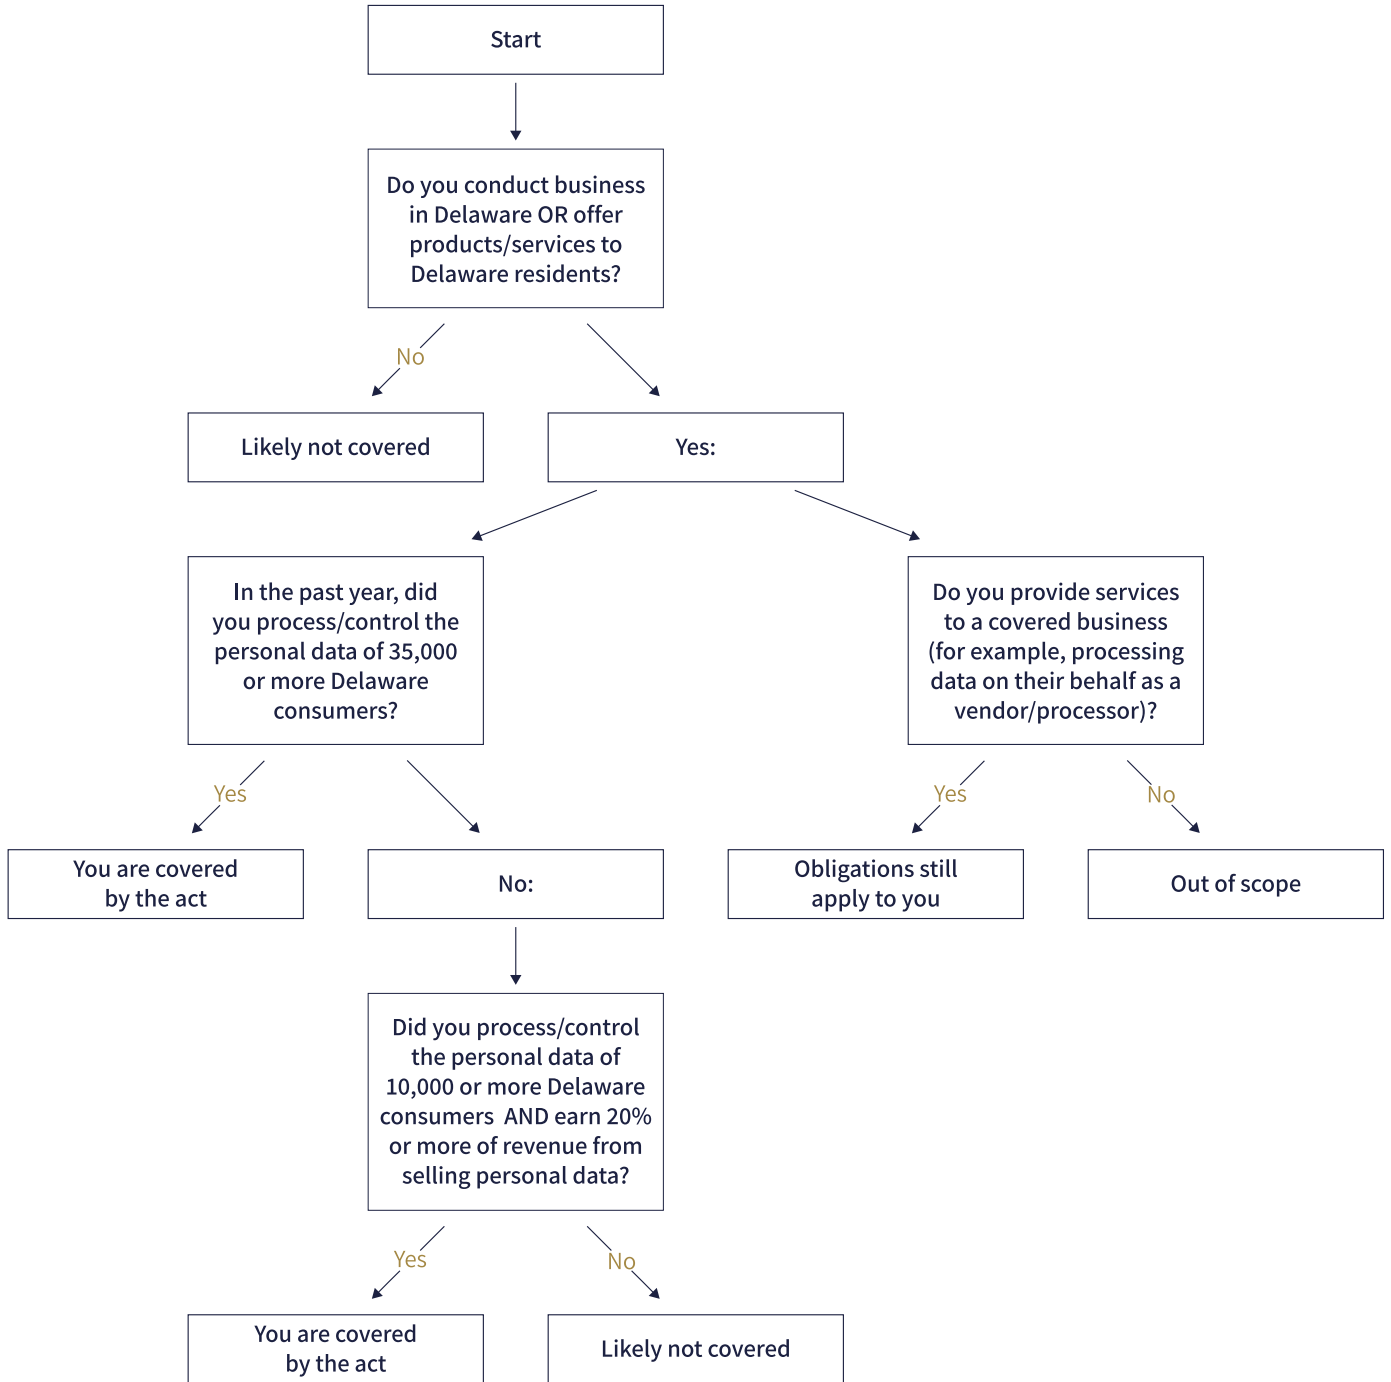 Start
Do you conduct business
in Delaware OR offer
products/services to
Delaware residents?
No
Likely not covered
Yes:
In the past year, did
you process/control the
personal data of 35,000
or more Delaware
consumers?
Do you provide services
to a covered business
(for example, processing
data on their behalf as a
vendor/processor)?
Yes
Yes
No
You are covered
by the act
No:
Obligations still
apply to you
Out of scope
Did you process/control
the personal data of
10,000 or more Delaware
consumers AND earn 20%
or more of revenue from
selling personal data?
Yes
No
You are covered
by the act
Likely not covered